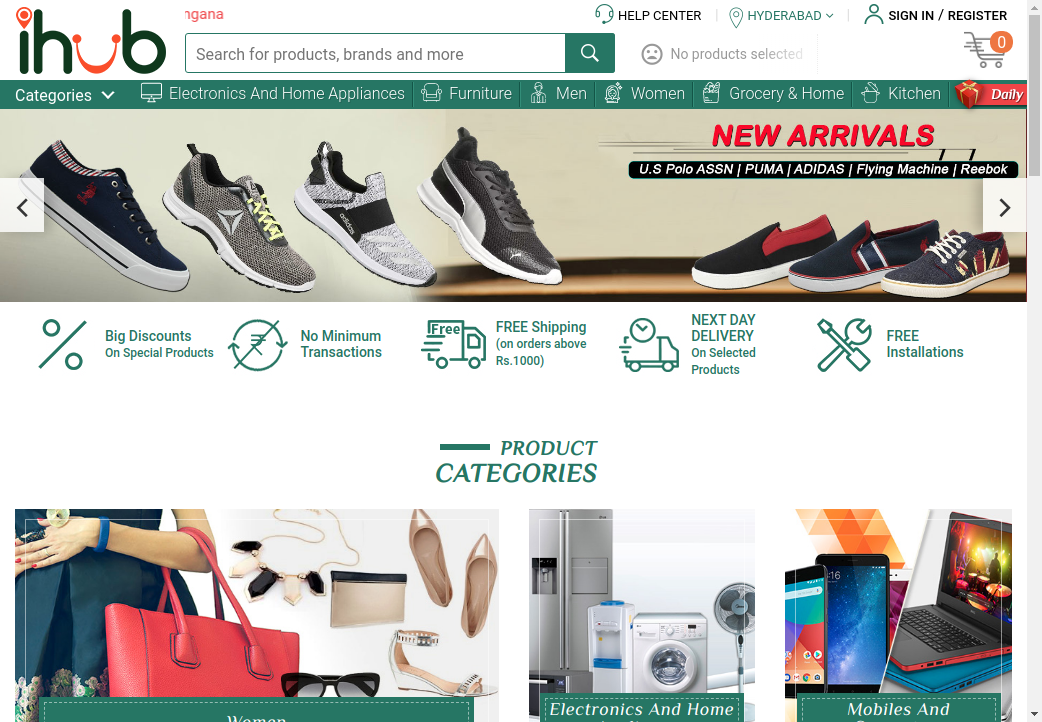 ihub
ngana
HELP CENTER
HYDERABAD
SIGN IN / REGISTER
Search for products, brands and more
No products selected
0
Categories
Electronics And Home Appliances
Furniture
Men
Women
Grocery & Home
Kitchen
Daily
NEW ARRIVALS
U.S Polo ASSN | PUMA | ADIDAS | Flying Machine | Reebok
Big Discounts
On Special Products
No Minimum
Transactions
Free
FREE Shipping
(on orders above
Rs.1000)
NEXT DAY
DELIVERY
On Selected
Products
FREE
Installations
PRODUCT
CATEGORIES
Women
Electronics And Home
Mobiles And